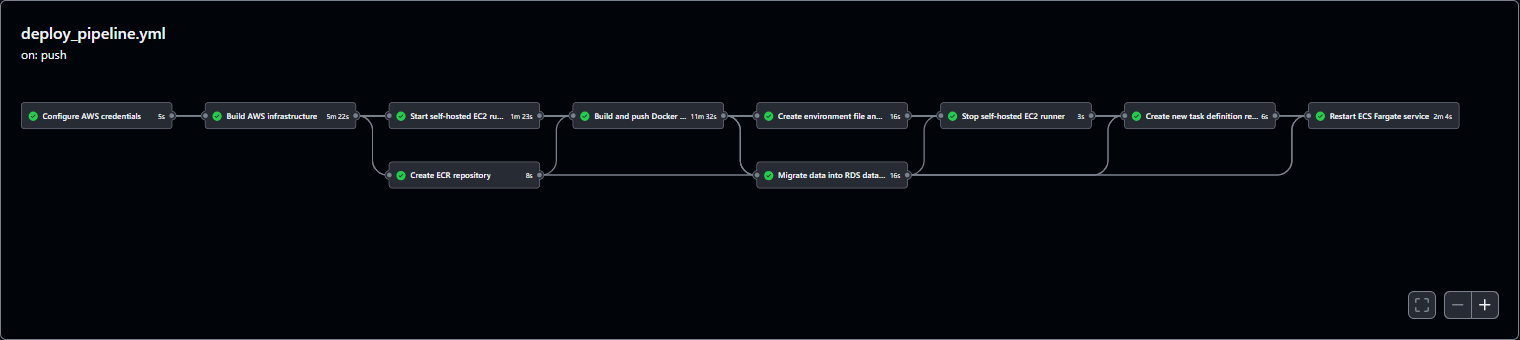 deploy_pipeline.yml
on: push
Configure AWS credentials 5s
Build AWS infrastructure 5m 22s
Start self-hosted EC2 ru... 1m 23s
Build and push Docker ... 11m 32s
Create environment file an... 16s
Stop self-hosted EC2 runner 3s
Create new task definition re... 6s
Restart ECS Fargate service 2m 4s
Create ECR repository 8s
Migrate data into RDS data... 16s